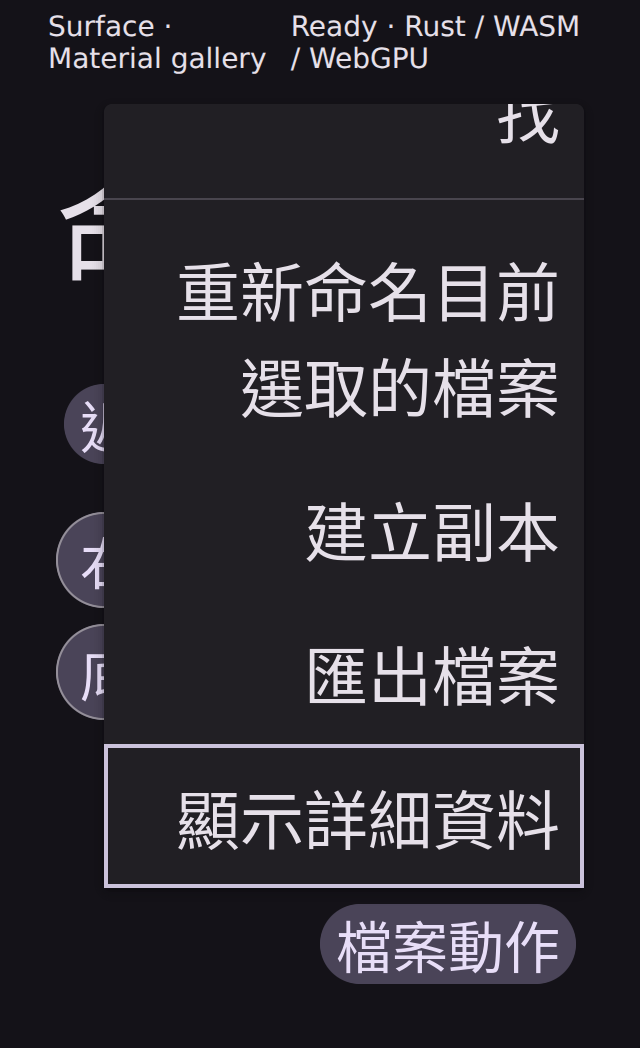 Surface ·
Material gallery
Ready · Rust / WASM
/ WebGPU
找
重新命名目前
選取的檔案
建立副本
匯出檔案
顯示詳細資料
檔案動作